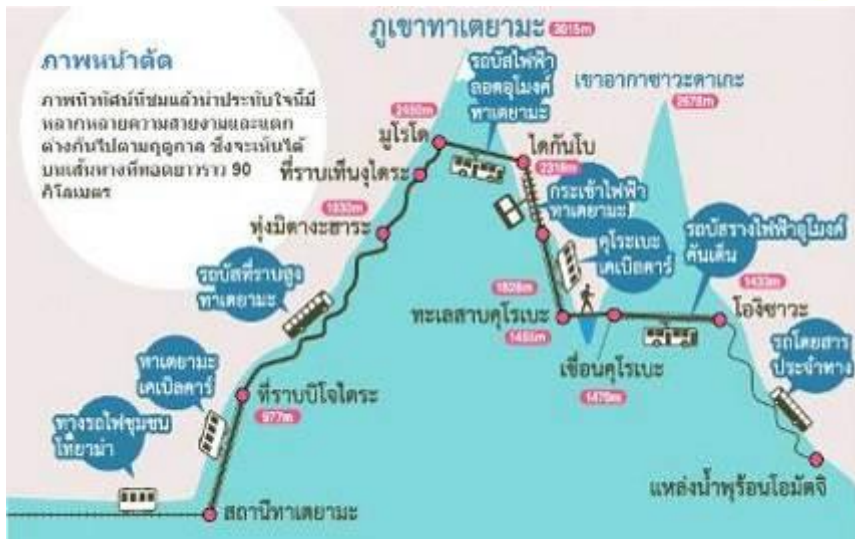 ภูเขาทาเตยามะ 3015m
ภาพหน้าตัด
ภาพทิวทัศน์ที่ชมแล้วน่าประทับใจนี้มี
หลากหลายความสวยงามและแตก
ต่างกันไปตามฤดูกาล ซึ่งจะเห็นได้
บนเส้นทางที่ทอดยาวราว 90
กิโลเมตร
รถบัสไฟฟ้า
ลอดอุโมงค์
ทาเตยามะ
เขาอากาซาวะดาเกะ
2678m
2450m
มูโรโด
ไดกันโบ
2316m
ที่ราบเท็นงุไดระ
1930m
ทุ่งมิดางะฮาระ
กระเช้าไฟฟ้า
ทาเตยามะ
คุโระเบะ
เคเบิลคาร์
รถบัสรางไฟฟ้าอุโมงค์
คันเด็น
รถบัสที่ราบสูง
ทาเตยามะ
1828m
1433m
ทะเลสาบคุโรเบะ
1455m
โองิซาวะ
เขื่อนคุโรเบะ
1470m
รถโดยสาร
ประจำทาง
ทาเตยามะ
เคเบิลคาร์
ที่ราบบิโจไดระ
977m
ทางรถไฟชุมชน
โทยาม่า
แหล่งน้ำพุร้อนโอมัตจิ
สถานีทาเตยามะ